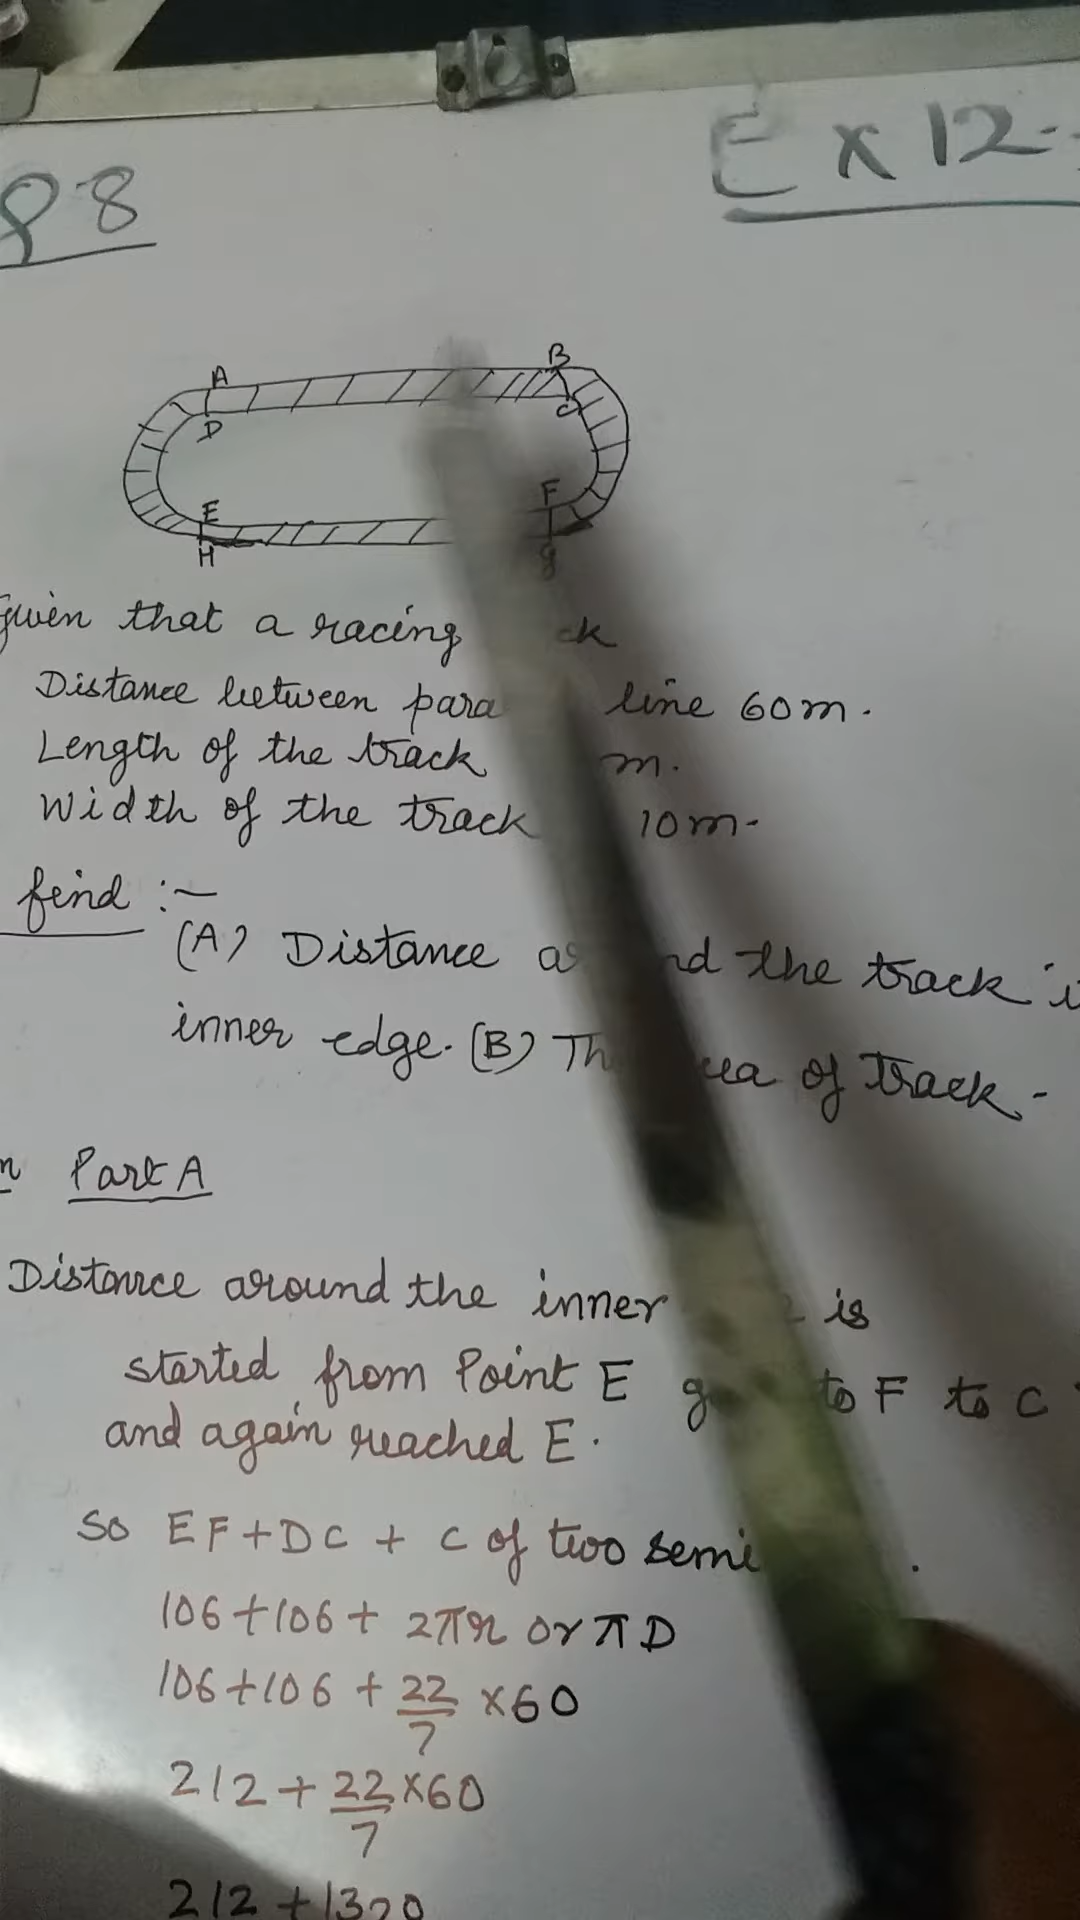 Q8
Ex 12.
A
B
D
C
E
F
H
G
Given that a racing
Distance between line 60m.
Length of the track m.
Width of the track 10m.
find :-
(A) Distance the track
inner edge. (B) of track.
Part A
Distance around the inner is
started from Point E to F to C
and again reached E.
So EF + DC + C of two semi
106 + 106 + 2πr or πD
106 + 106 + 22/7 × 60
212 + 22/7 × 60
212 + 1320